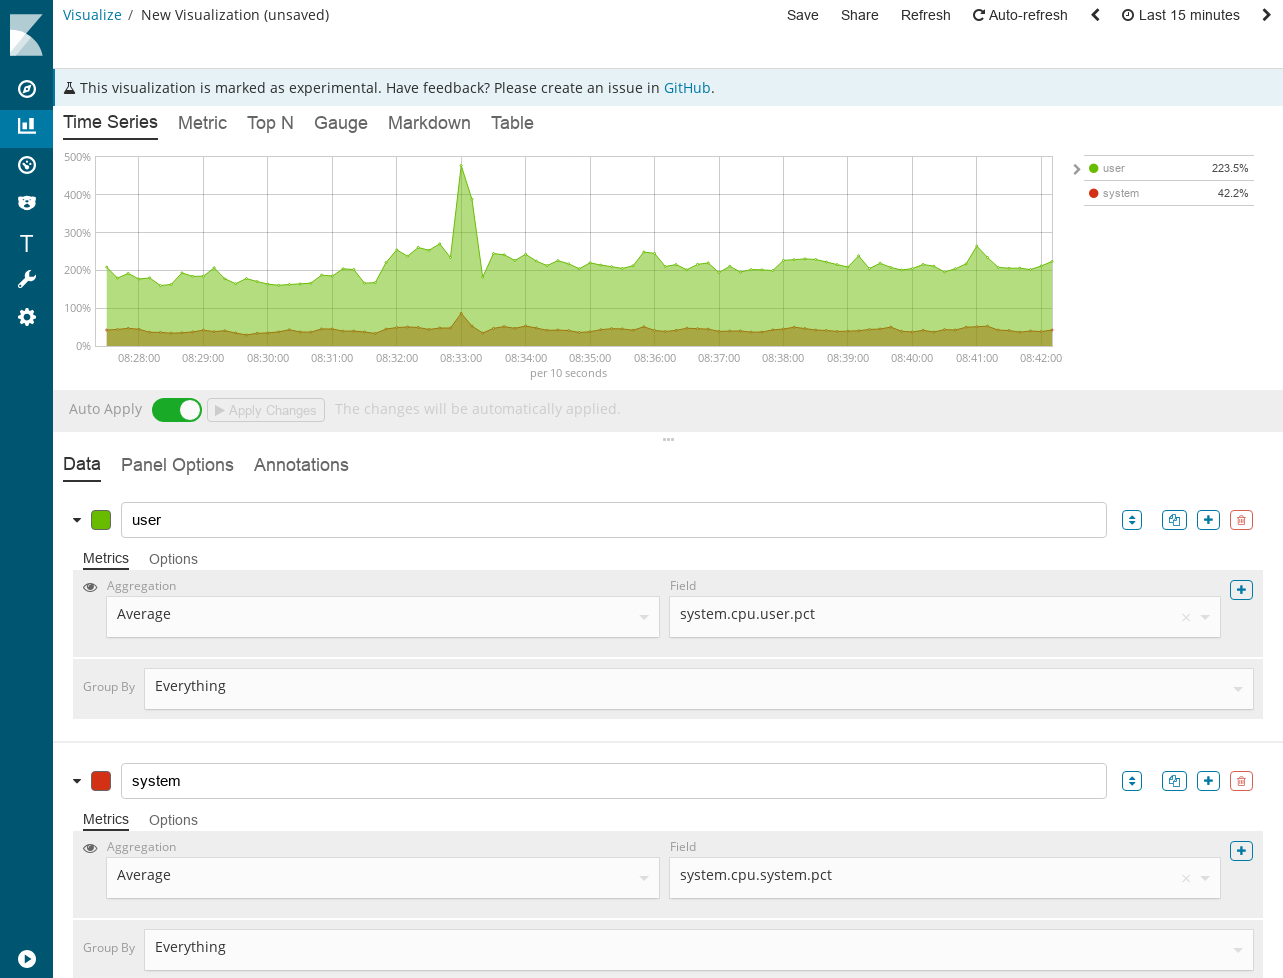 Visualize / New Visualization (unsaved) Save Share Refresh Auto-refresh Last 15 minutes
This visualization is marked as experimental. Have feedback? Please create an issue in GitHub.
Time Series Metric Top N Gauge Markdown Table
500%
400%
300%
200%
100%
0%
08:28:00 08:29:00 08:30:00 08:31:00 08:32:00 08:33:00 08:34:00 08:35:00 08:36:00 08:37:00 08:38:00 08:39:00 08:40:00 08:41:00 08:42:00
per 10 seconds
user 223.5%
system 42.2%
Auto Apply Apply Changes The changes will be automatically applied.
Data Panel Options Annotations
user
Metrics Options
Aggregation Field
Average system.cpu.user.pct
Group By Everything
system
Metrics Options
Aggregation Field
Average system.cpu.system.pct
Group By Everything